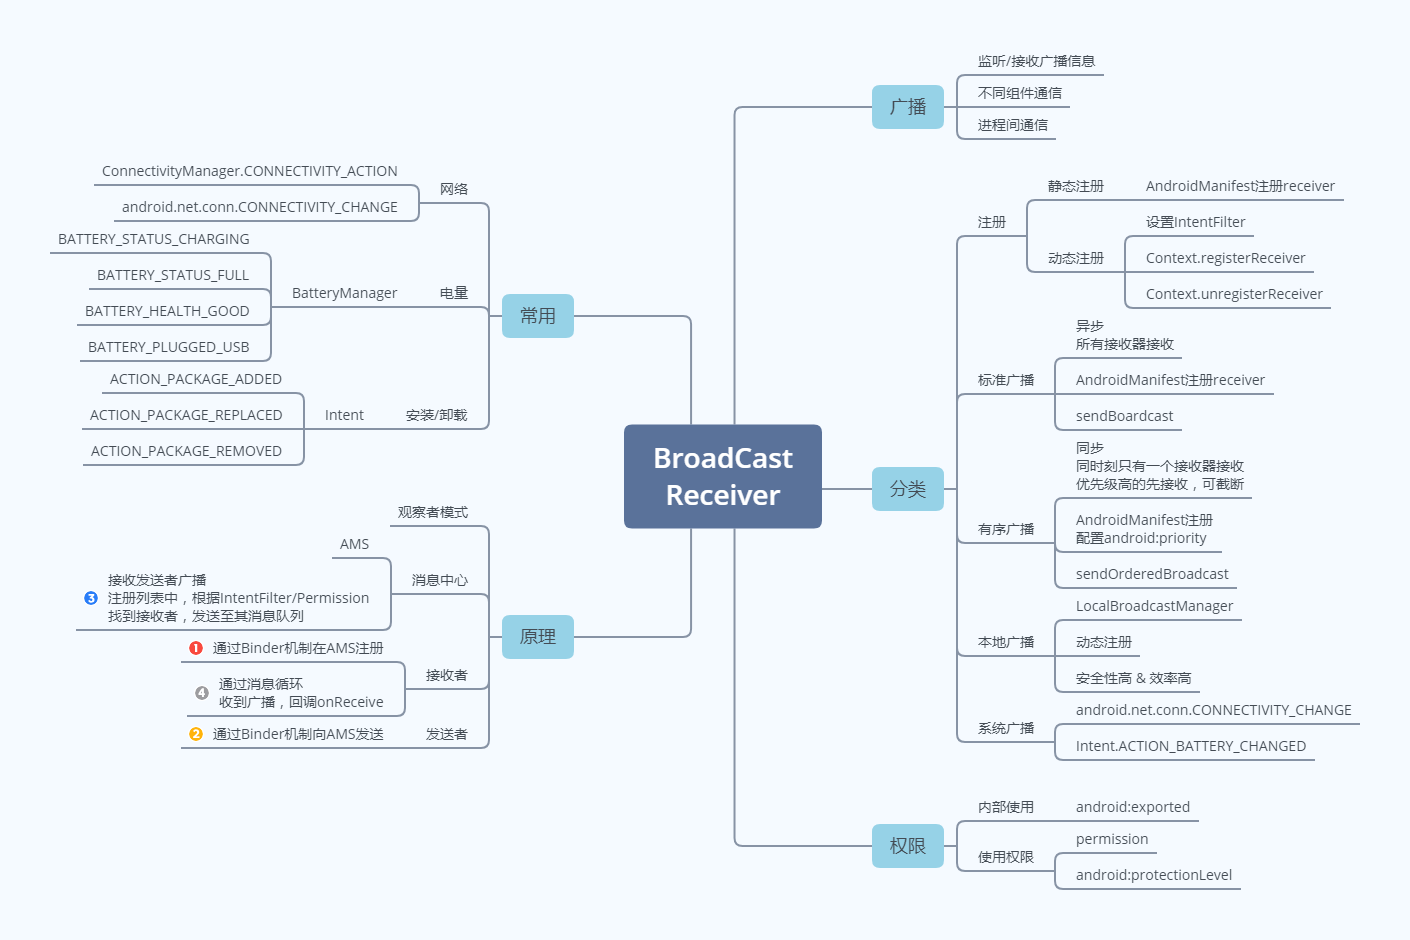 BroadCast
Receiver
广播
监听/接收广播信息
不同组件通信
进程间通信
分类
注册
静态注册
AndroidManifest注册receiver
动态注册
设置IntentFilter
Context.registerReceiver
Context.unregisterReceiver
标准广播
异步
所有接收器接收
AndroidManifest注册receiver
sendBoardcast
有序广播
同步
同时刻只有一个接收器接收
优先级高的先接收，可截断
AndroidManifest注册
配置android:priority
sendOrderedBroadcast
本地广播
LocalBroadcastManager
动态注册
安全性高 & 效率高
系统广播
android.net.conn.CONNECTIVITY_CHANGE
Intent.ACTION_BATTERY_CHANGED
权限
内部使用
android:exported
使用权限
permission
android:protectionLevel
常用
网络
ConnectivityManager.CONNECTIVITY_ACTION
android.net.conn.CONNECTIVITY_CHANGE
电量
BatteryManager
BATTERY_STATUS_CHARGING
BATTERY_STATUS_FULL
BATTERY_HEALTH_GOOD
BATTERY_PLUGGED_USB
安装/卸载
Intent
ACTION_PACKAGE_ADDED
ACTION_PACKAGE_REPLACED
ACTION_PACKAGE_REMOVED
原理
观察者模式
消息中心
AMS
3
接收发送者广播
注册列表中，根据IntentFilter/Permission
找到接收者，发送至其消息队列
接收者
1 通过Binder机制在AMS注册
4
通过消息循环
收到广播，回调onReceive
发送者
2 通过Binder机制向AMS发送